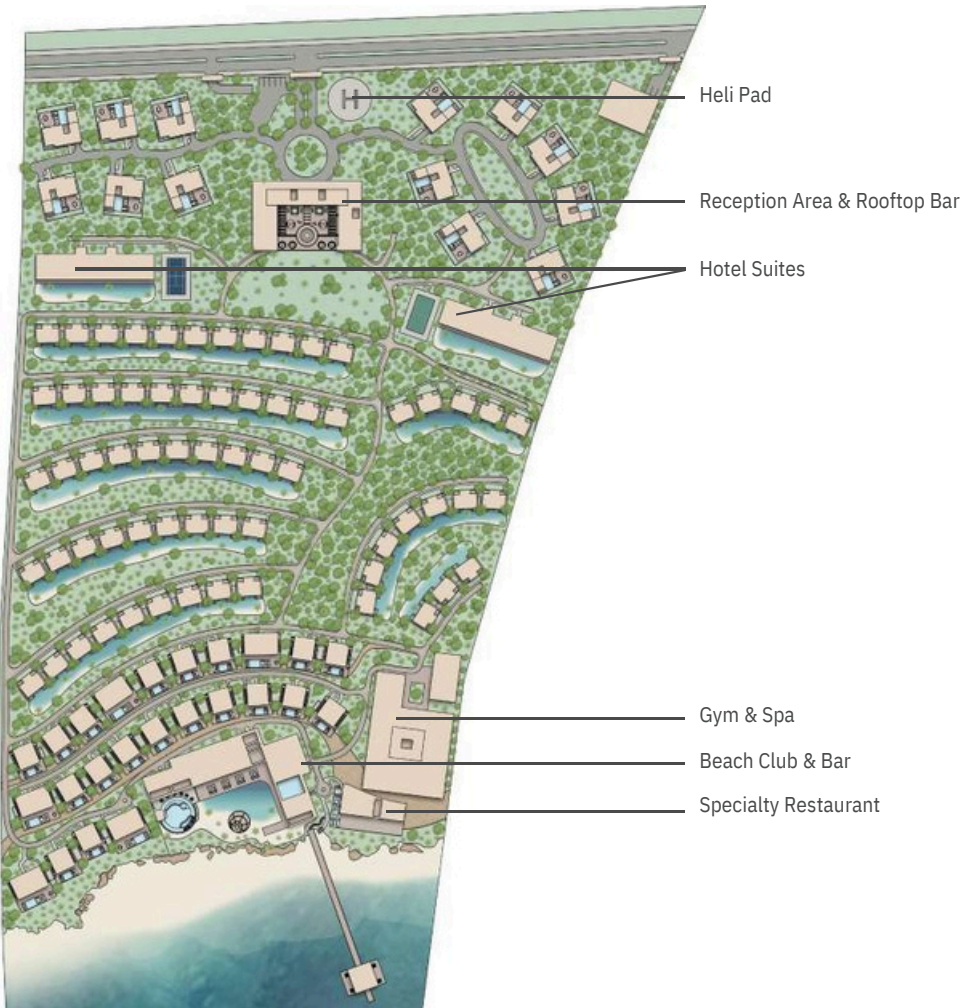 H
Heli Pad
Reception Area & Rooftop Bar
Hotel Suites
Gym & Spa
Beach Club & Bar
Specialty Restaurant